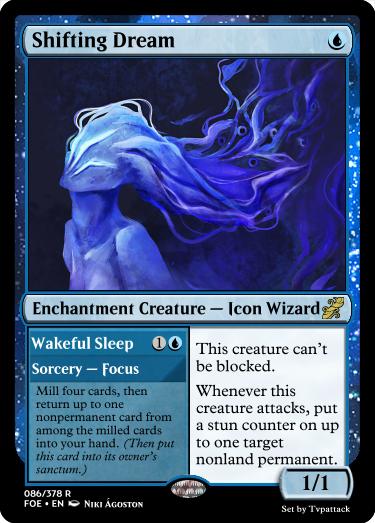 Shifting Dream
Enchantment Creature — Icon Wizard
Wakeful Sleep 1
Sorcery — Focus
Mill four cards, then
return up to one
nonpermanent card from
among the milled cards
into your hand. (Then put
this card into its owner's
sanctum.)
This creature can't
be blocked.
Whenever this
creature attacks, put
a stun counter on up
to one target
nonland permanent.
1/1
086/378 R
FOE • EN Niki Ágoston
Set by Tvpattack